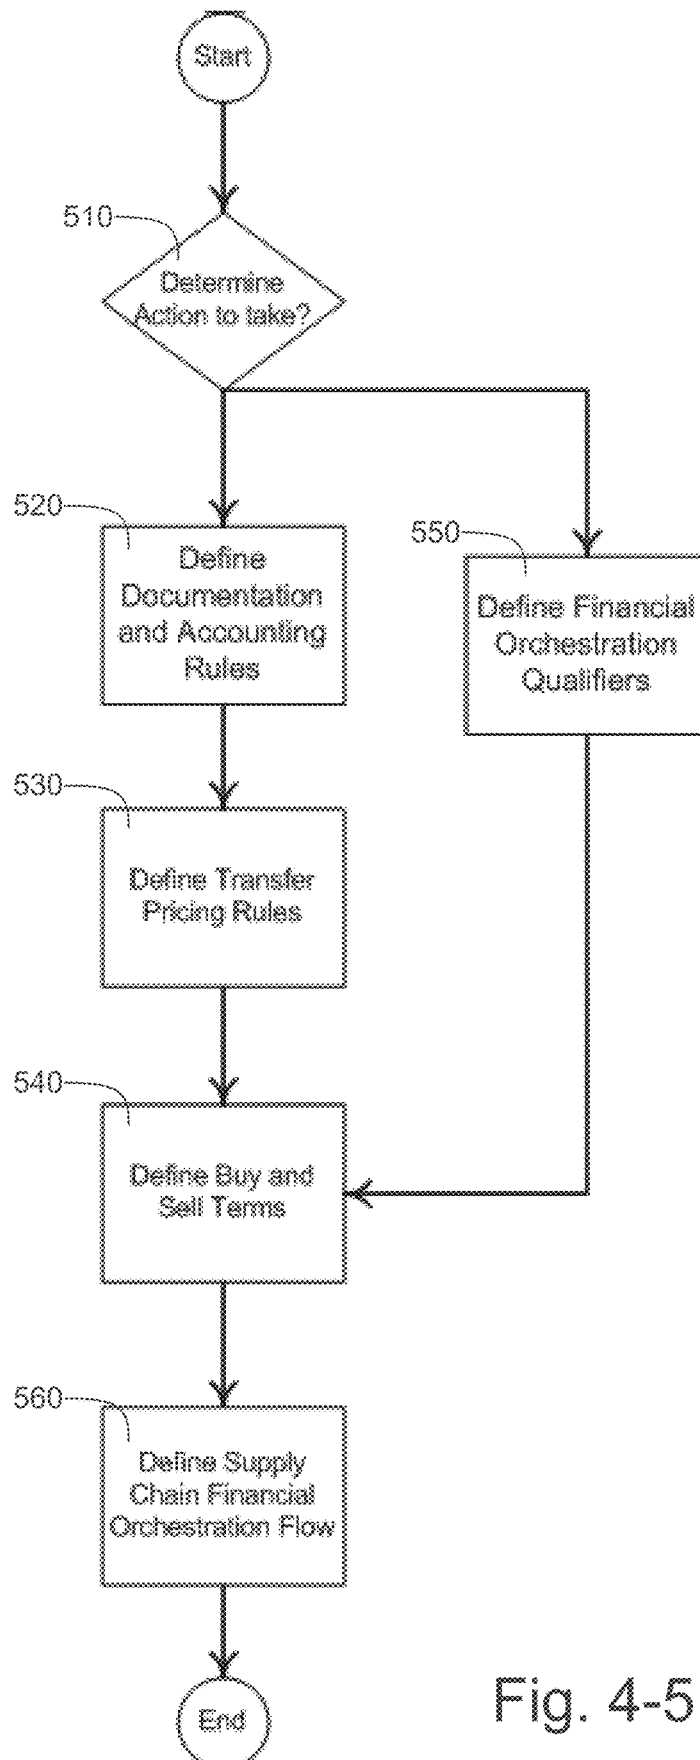 Start
510
Determine
Action to take?
520
Define
Documentation
and Accounting
Rules
550
Define Financial
Orchestration
Qualifiers
530
Define Transfer
Pricing Rules
540
Define Buy and
Sell Terms
560
Define Supply
Chain Financial
Orchestration Flow
End
Fig. 4-5